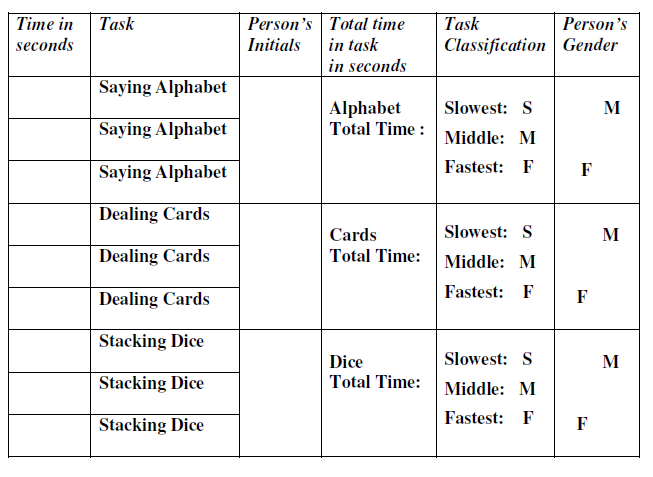 Time in seconds	Task	Person's Initials	Total time in task in seconds	Task Classification	Person's Gender
Saying Alphabet
Saying Alphabet
Saying Alphabet
Alphabet
Total Time :
Slowest: S
Middle: M
Fastest: F
M
F
Dealing Cards
Dealing Cards
Dealing Cards
Cards
Total Time:
Slowest: S
Middle: M
Fastest: F
M
F
Stacking Dice
Stacking Dice
Stacking Dice
Dice
Total Time:
Slowest: S
Middle: M
Fastest: F
M
F